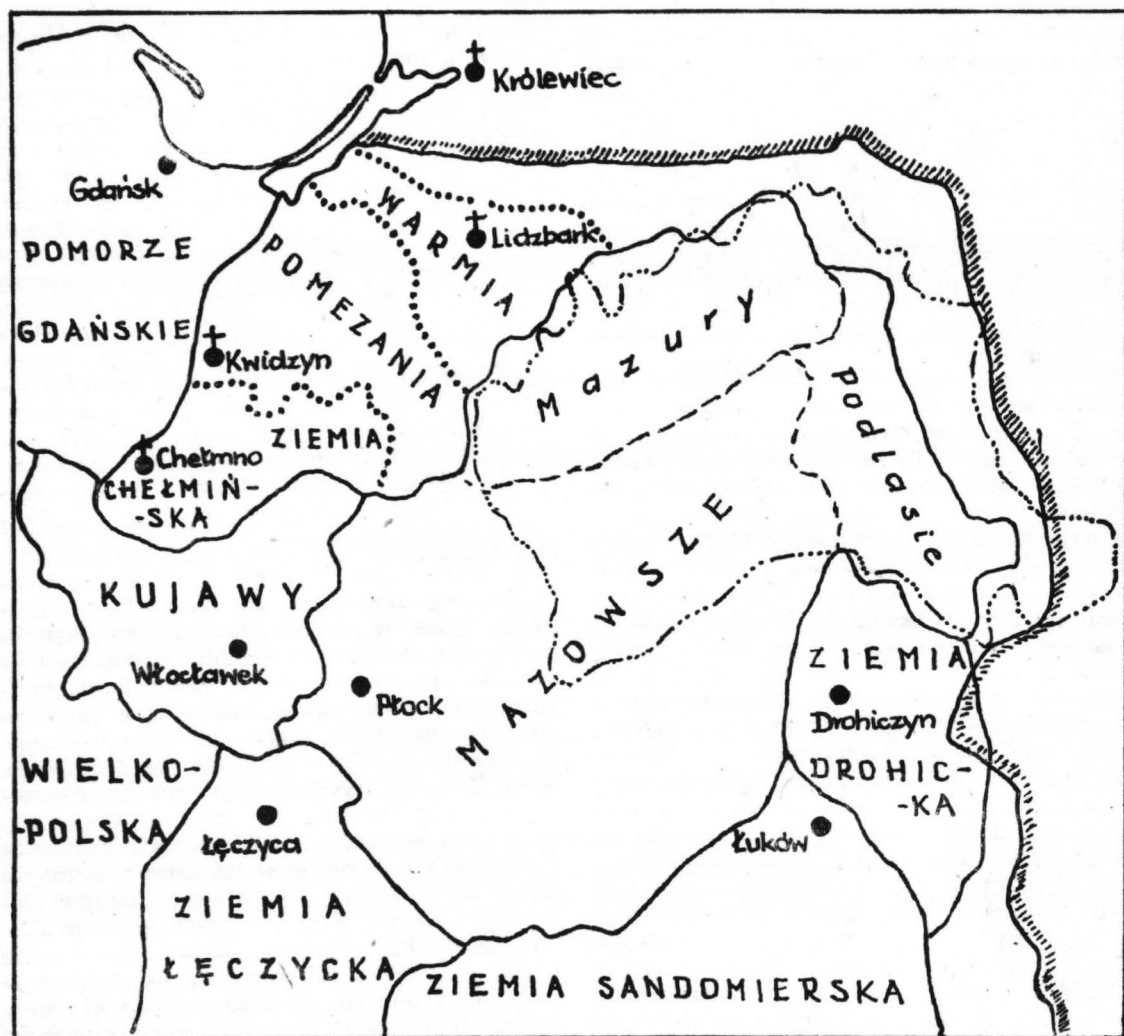 Królewiec
Gdańsk
WARMIA
Lidzbark
POMORZE
GDAŃSKIE
POMEZANIA
Kwidzyn
Mazury
Podlasie
ZIEMIA
Chełmno
CHEŁMIŃ-
-SKA
KUJAWY
Włocławek
Płock
MAZOWSZE
ZIEMIA
Drohiczyn
DROHIC-
-KA
WIELKO-
-POLSKA
Łęczyca
Łuków
ZIEMIA
ŁĘCZYCKA
ZIEMIA SANDOMIERSKA